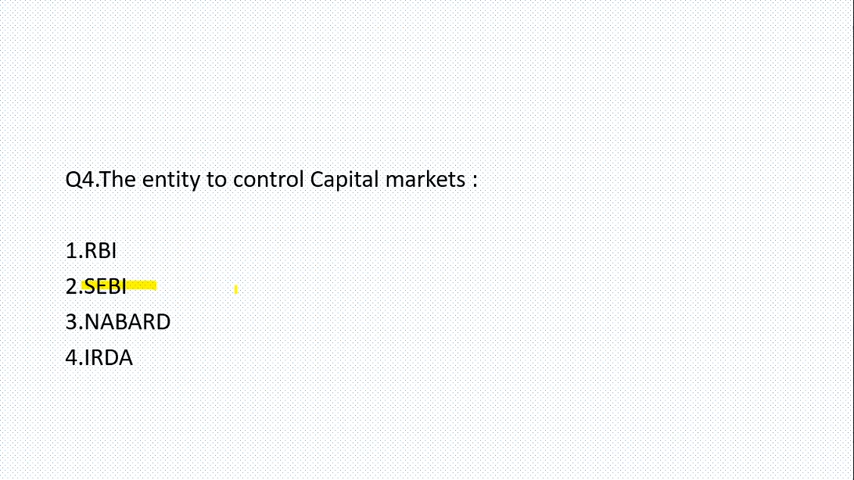 Q4.The entity to control Capital markets :
1.RBI
2.SEBI
3.NABARD
4.IRDA